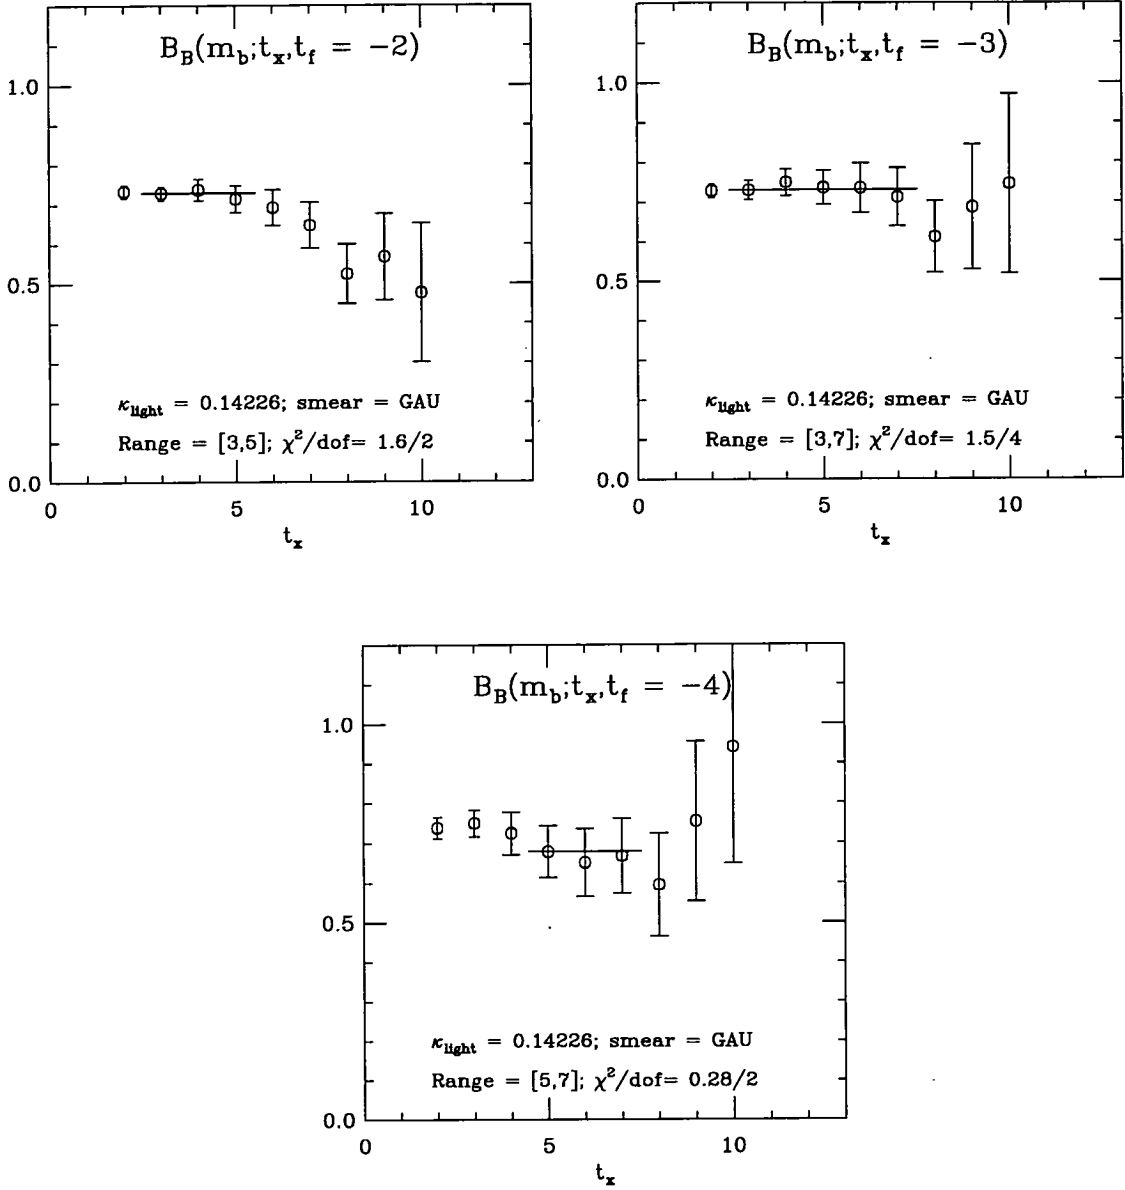 B_B(m_b;t_x,t_f = −2)
1.0
0.5
0.0
κ_light = 0.14226; smear = GAU
Range = [3,5]; χ²/dof= 1.6/2
0 5 10
t_x
B_B(m_b;t_x,t_f = −3)
1.0
0.5
0.0
κ_light = 0.14226; smear = GAU
Range = [3,7]; χ²/dof= 1.5/4
0 5 10
t_x
B_B(m_b;t_x,t_f = −4)
1.0
0.5
0.0
κ_light = 0.14226; smear = GAU
Range = [5,7]; χ²/dof= 0.28/2
0 5 10
t_x